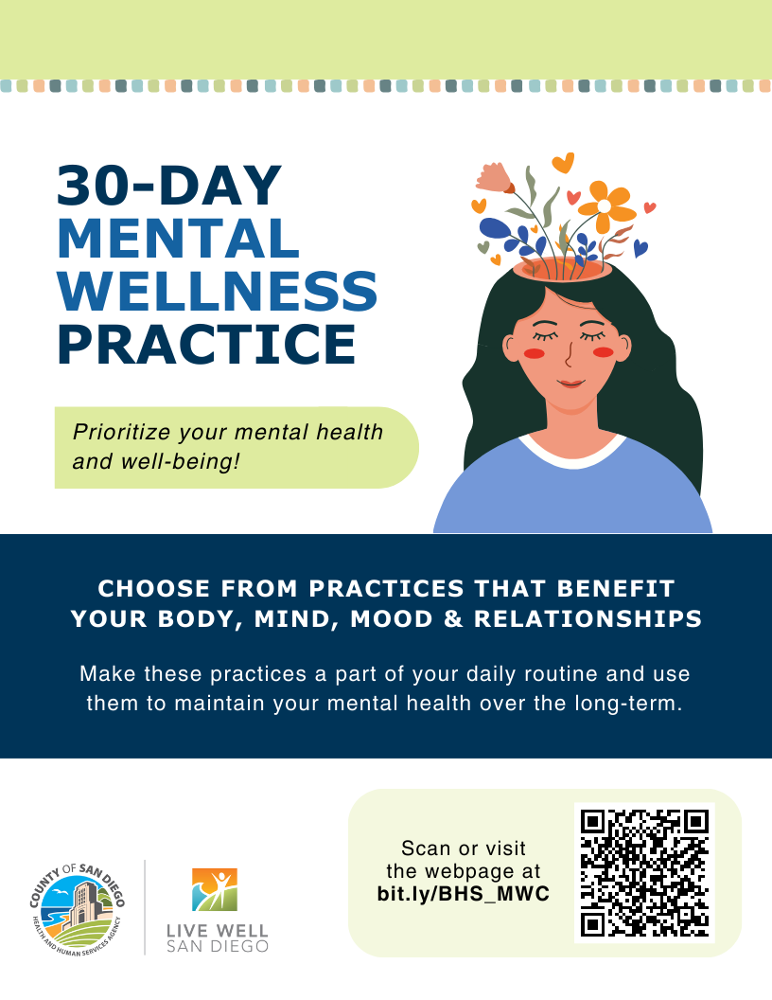 30-DAY
MENTAL
WELLNESS
PRACTICE
Prioritize your mental health
and well-being!
CHOOSE FROM PRACTICES THAT BENEFIT
YOUR BODY, MIND, MOOD & RELATIONSHIPS
Make these practices a part of your daily routine and use
them to maintain your mental health over the long-term.
Scan or visit
the webpage at
bit.ly/BHS_MWC
COUNTY OF SAN DIEGO
HEALTH AND HUMAN SERVICES AGENCY
LIVE WELL
SAN DIEGO